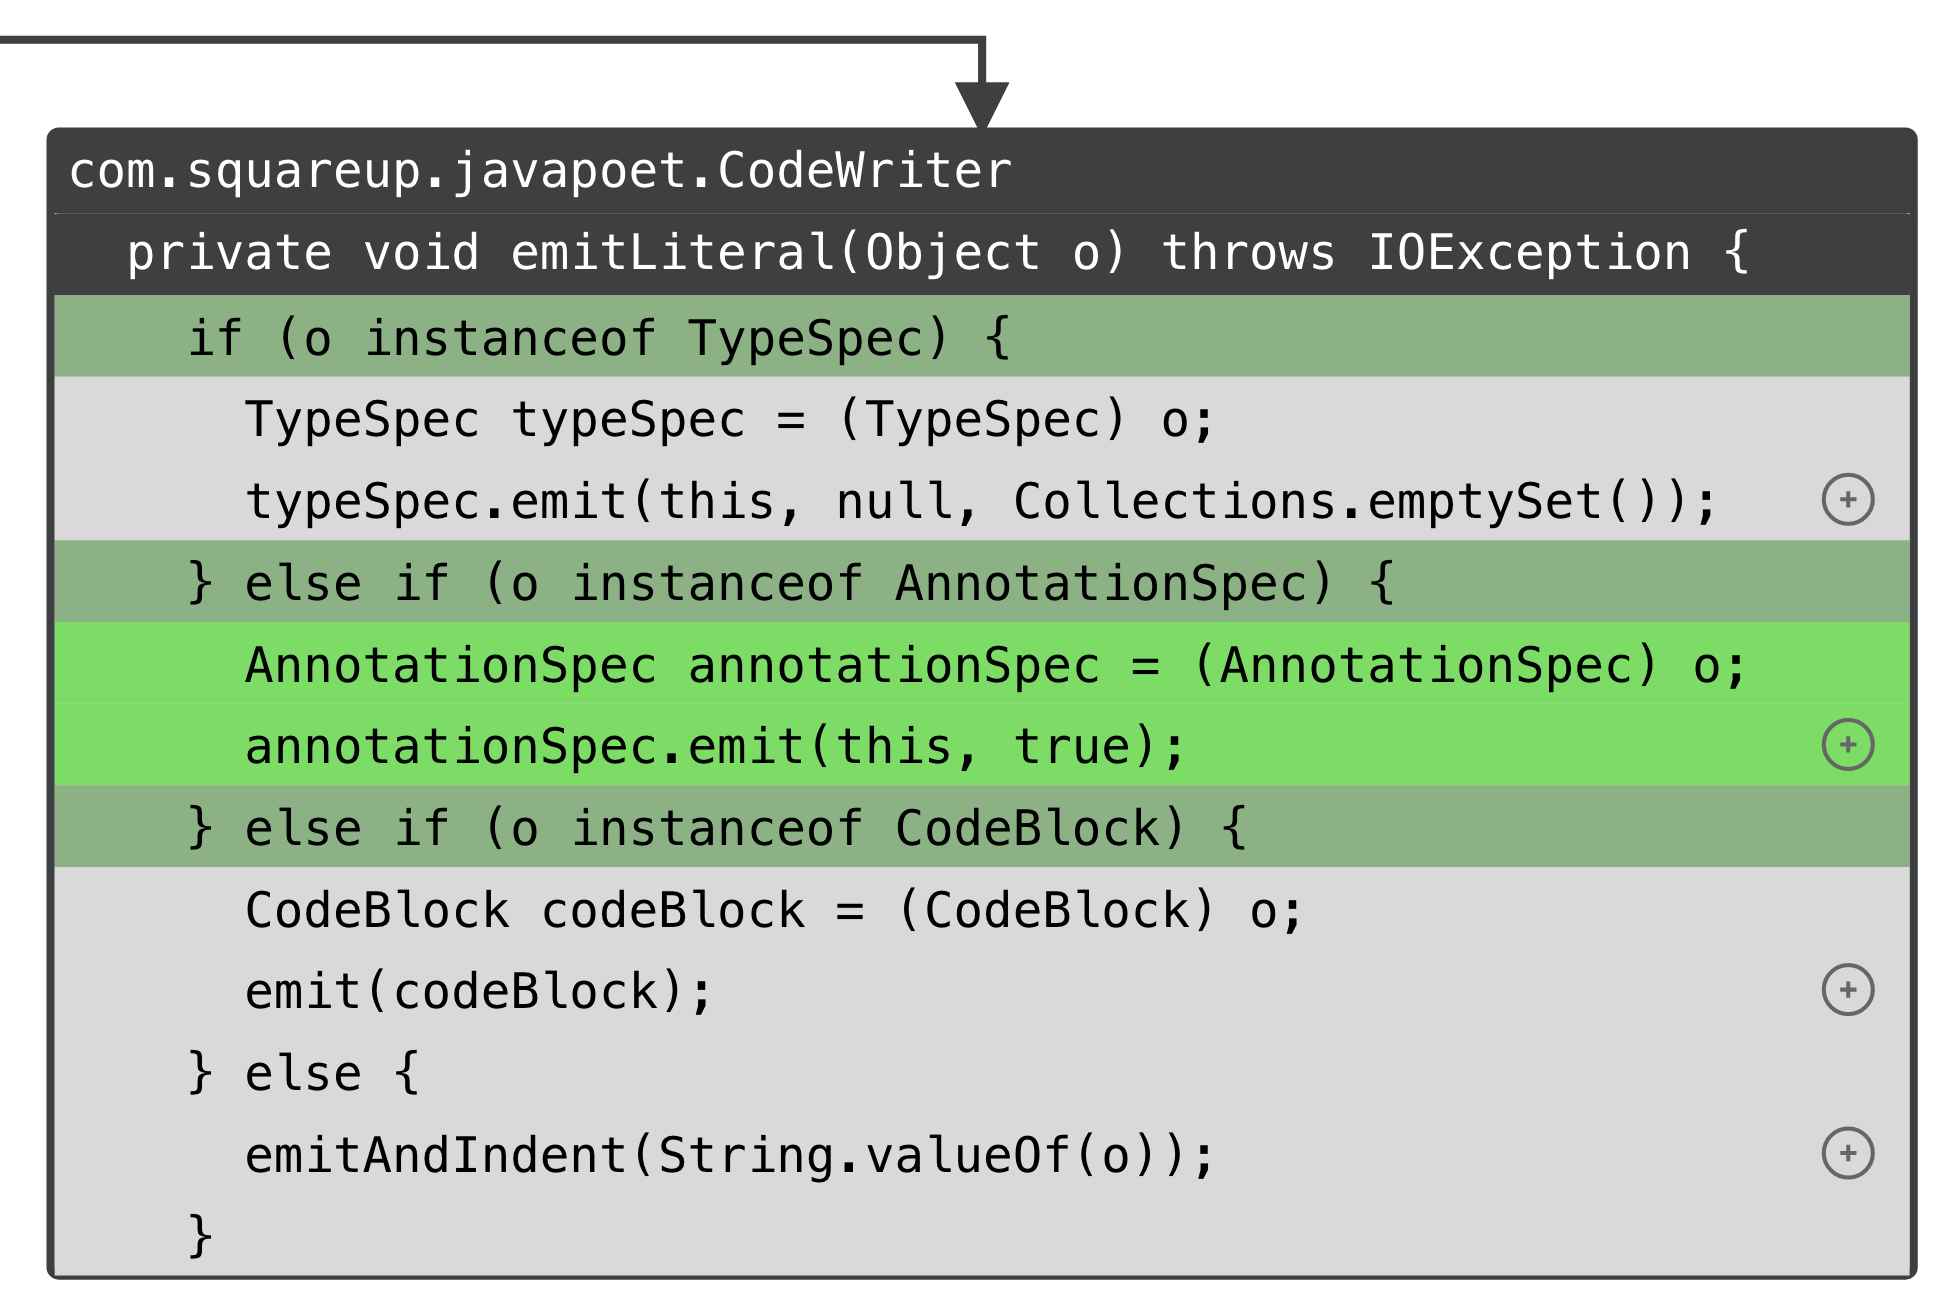 com.squareup.javapoet.CodeWriter
private void emitLiteral(Object o) throws IOException {
if (o instanceof TypeSpec) {
TypeSpec typeSpec = (TypeSpec) o;
typeSpec.emit(this, null, Collections.emptySet());
} else if (o instanceof AnnotationSpec) {
AnnotationSpec annotationSpec = (AnnotationSpec) o;
annotationSpec.emit(this, true);
} else if (o instanceof CodeBlock) {
CodeBlock codeBlock = (CodeBlock) o;
emit(codeBlock);
} else {
emitAndIndent(String.valueOf(o));
}